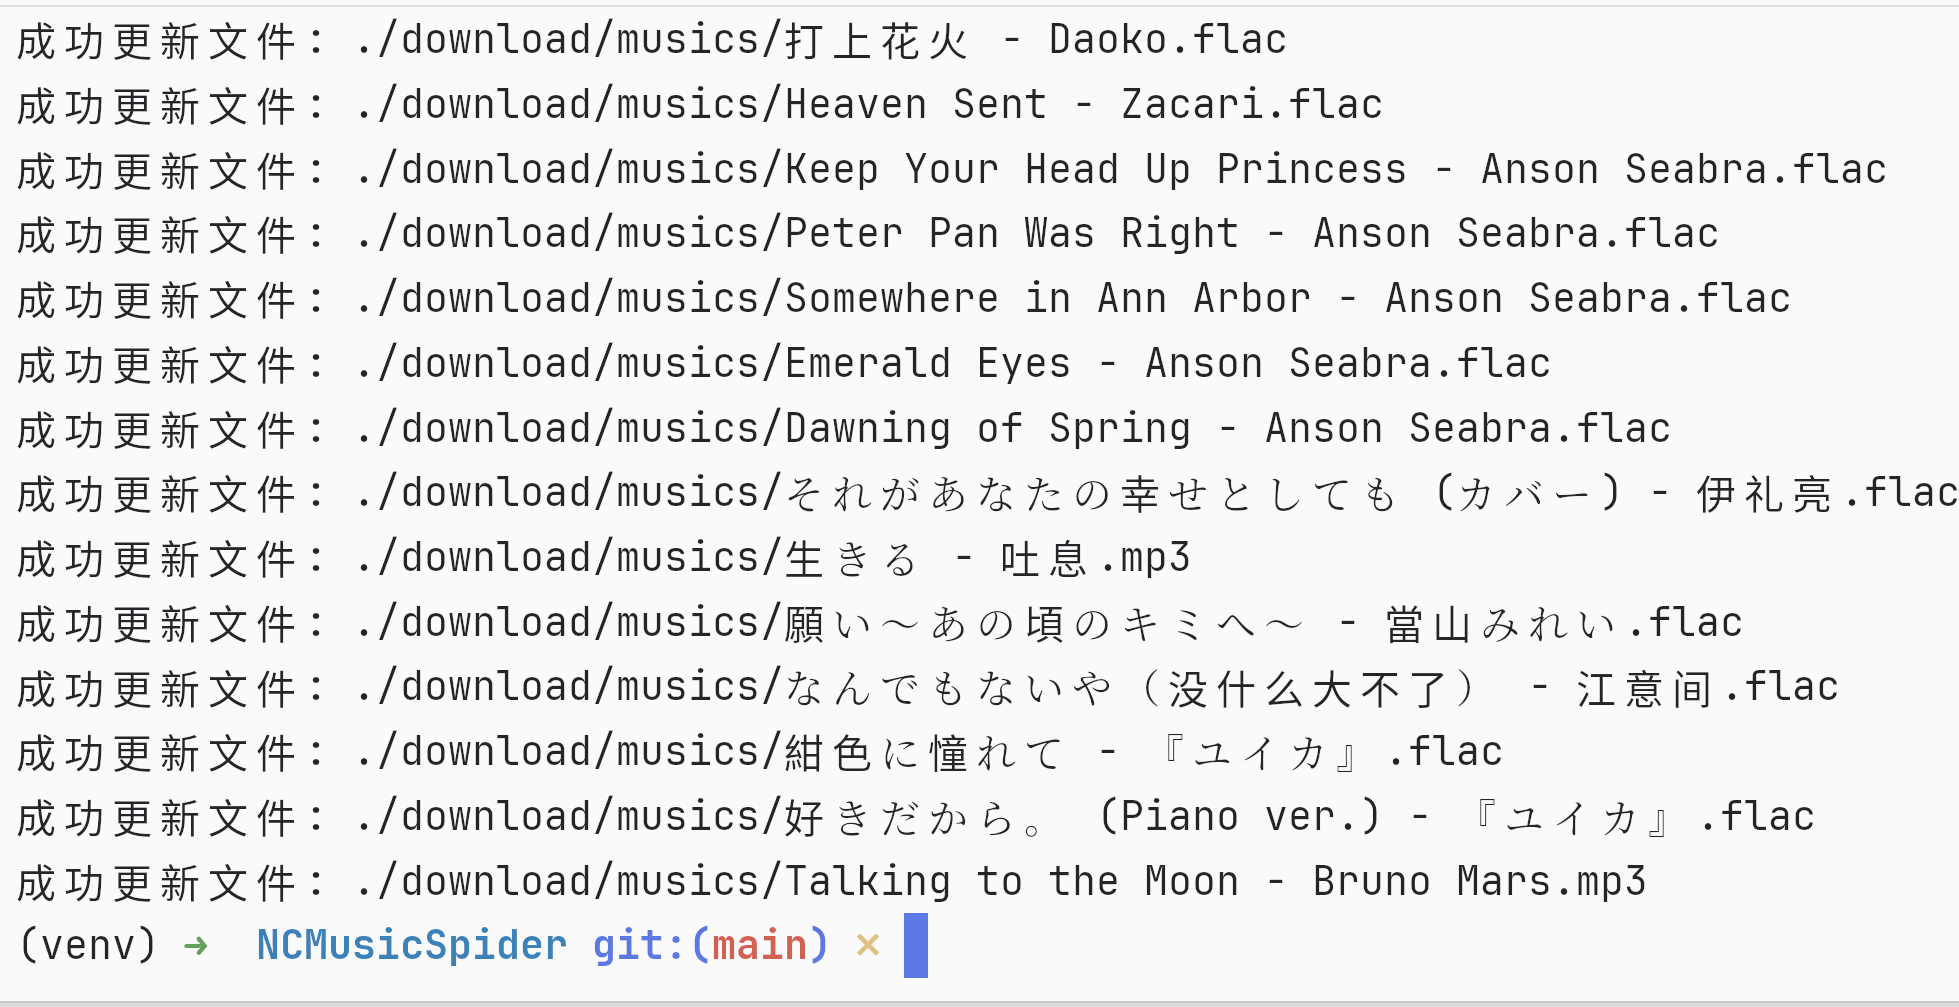 成功更新文件：./download/musics/打上花火 - Daoko.flac
成功更新文件：./download/musics/Heaven Sent - Zacari.flac
成功更新文件：./download/musics/Keep Your Head Up Princess - Anson Seabra.flac
成功更新文件：./download/musics/Peter Pan Was Right - Anson Seabra.flac
成功更新文件：./download/musics/Somewhere in Ann Arbor - Anson Seabra.flac
成功更新文件：./download/musics/Emerald Eyes - Anson Seabra.flac
成功更新文件：./download/musics/Dawning of Spring - Anson Seabra.flac
成功更新文件：./download/musics/それがあなたの幸せとしても (カバー) - 伊礼亮.flac
成功更新文件：./download/musics/生きる - 吐息.mp3
成功更新文件：./download/musics/願い～あの頃のキミへ～ - 當山みれい.flac
成功更新文件：./download/musics/なんでもないや（没什么大不了） - 江意间.flac
成功更新文件：./download/musics/紺色に憧れて - 『ユイカ』.flac
成功更新文件：./download/musics/好きだから。 (Piano ver.) - 『ユイカ』.flac
成功更新文件：./download/musics/Talking to the Moon - Bruno Mars.mp3
(venv) ➜  NCMusicSpider git:(main) ✗